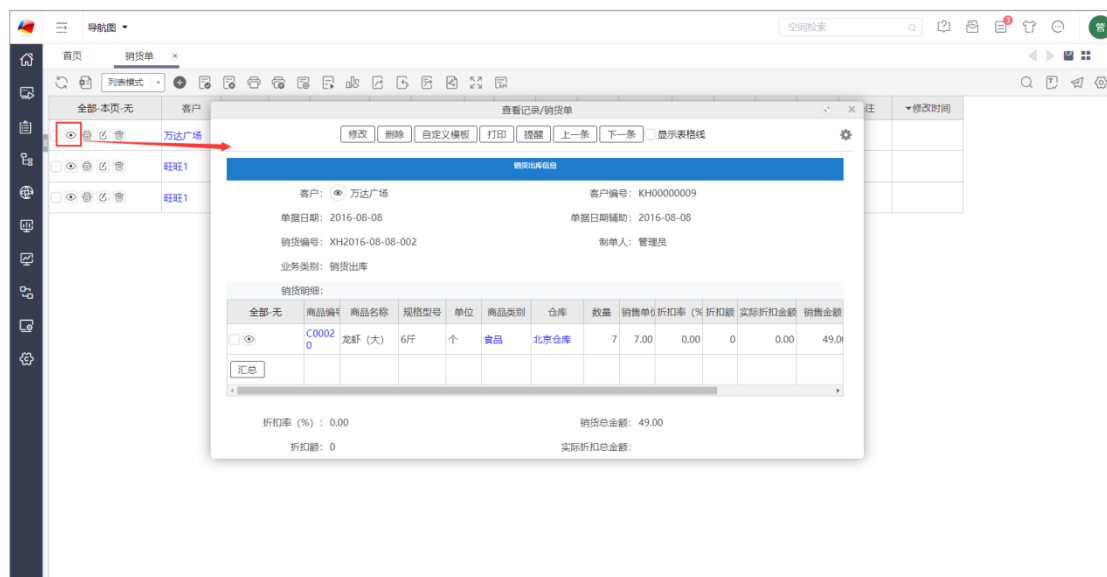 导航图
空间检索
3
管
首页 销货单 ×
列表模式
全部-本页-无 客户 查看记录/销货单 注 修改时间
万达广场 修改 删除 自定义模板 打印 提醒 上一条 下一条 显示表格线
旺旺1 销货出库信息
旺旺1
客户: 万达广场 客户编号: KH00000009
单据日期: 2016-08-08 单据日期辅助: 2016-08-08
销货编号: XH2016-08-08-002 制单人: 管理员
业务类别: 销货出库
销货明细:
全部-无 商品编号 商品名称 规格型号 单位 商品类别 仓库 数量 销售单价 折扣率 (% 折扣额 实际折扣金额 销售金额
C00020 龙虾 (大) 6斤 个 食品 北京仓库 7 7.00 0.00 0 0.00 49.00
汇总
折扣率 (%) : 0.00 销货总金额: 49.00
折扣额: 0 实际折扣总金额: